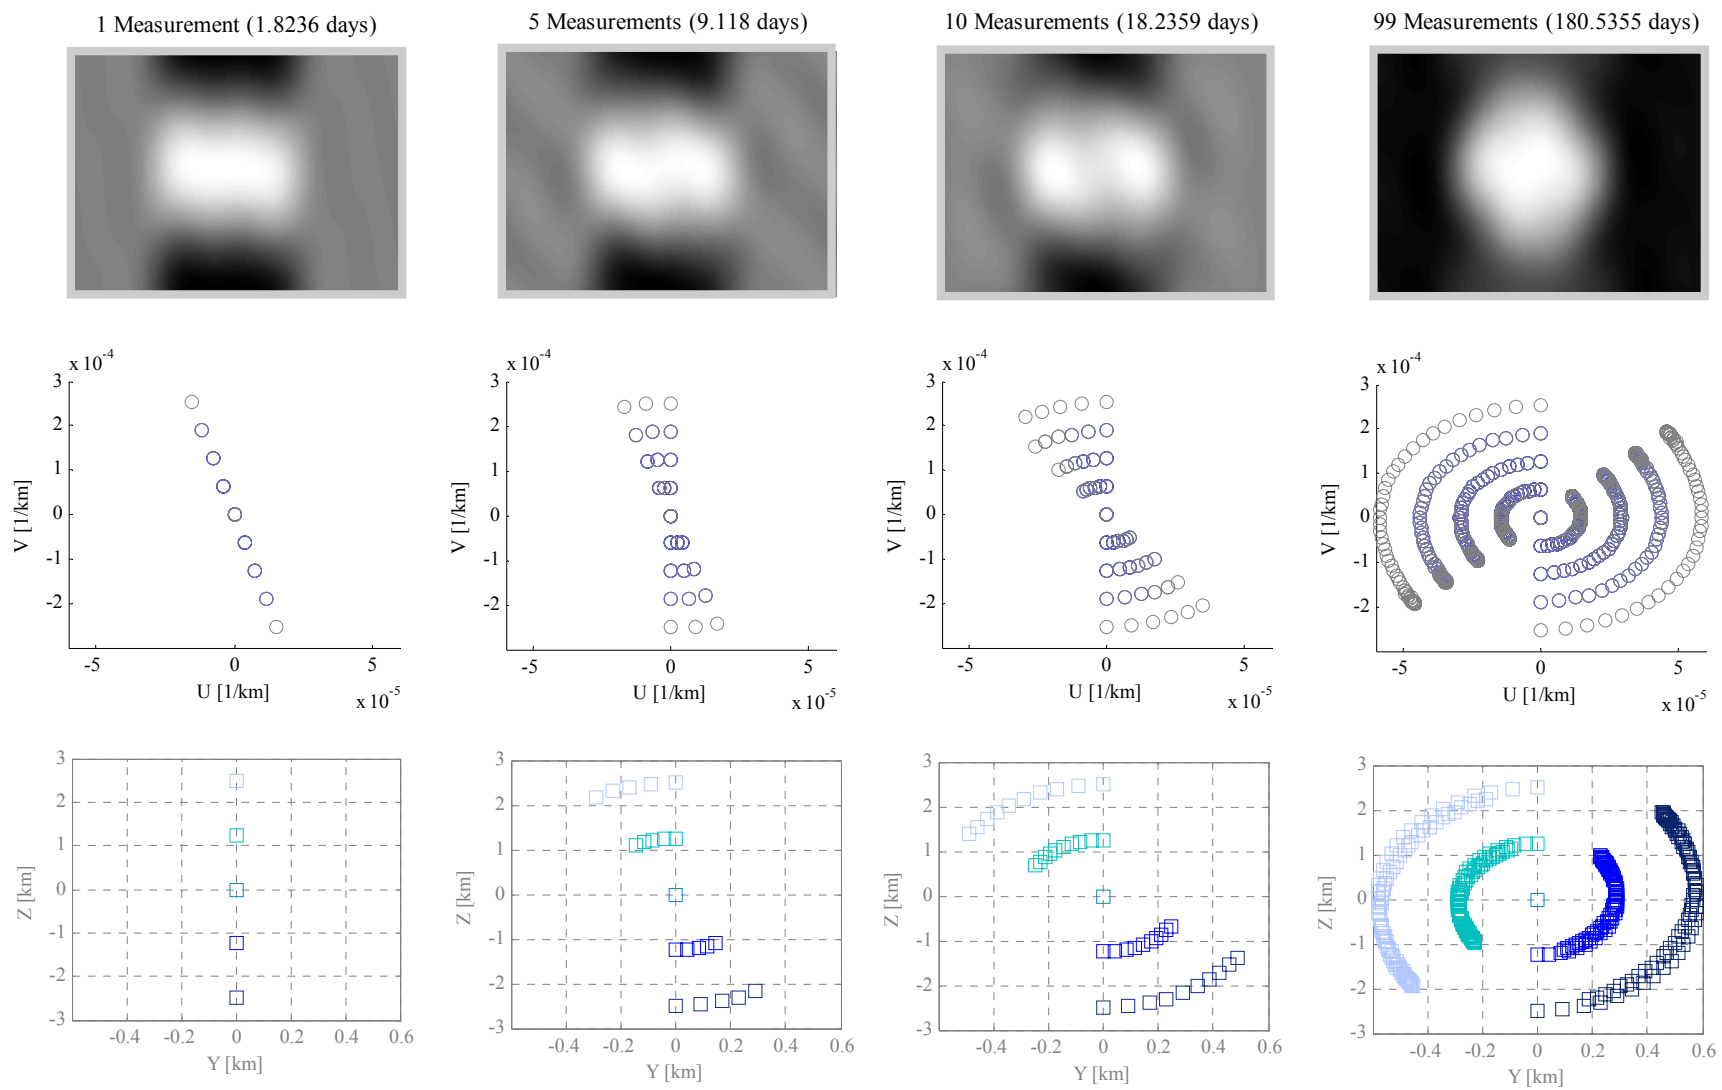 1 Measurement (1.8236 days) 5 Measurements (9.118 days) 10 Measurements (18.2359 days) 99 Measurements (180.5355 days)
x 10^-4 x 10^-4 x 10^-4 x 10^-4
3 3 3 3
2 2 2 2
1 1 1 1
0 0 0 0
-1 -1 -1 -1
-2 -2 -2 -2
V [1/km] V [1/km] V [1/km] V [1/km]
-5 0 5 -5 0 5 -5 0 5 -5 0 5
U [1/km] U [1/km] U [1/km] U [1/km]
x 10^-5 x 10^-5 x 10^-5 x 10^-5
3 3 3 3
2 2 2 2
1 1 1 1
0 0 0 0
-1 -1 -1 -1
-2 -2 -2 -2
-3 -3 -3 -3
Z [km] Z [km] Z [km] Z [km]
-0.4 -0.2 0 0.2 0.4 0.6 -0.4 -0.2 0 0.2 0.4 0.6 -0.4 -0.2 0 0.2 0.4 0.6 -0.4 -0.2 0 0.2 0.4 0.6
Y [km] Y [km] Y [km] Y [km]